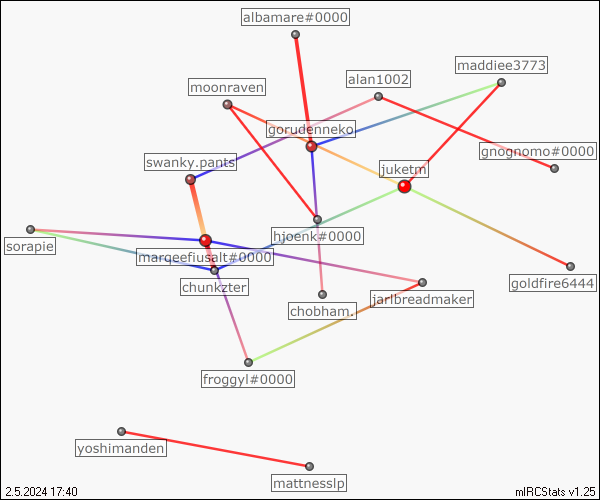 albamare#0000
maddiee3773
alan1002
moonraven
goudenneko
gnognomo#0000
swanky.pants
juketm
hjoenk#0000
sorapie
marqeefiusalt#0000
chunkzter
goldfire6444
jarlbreadmaker
chobham.
froggyl#0000
yoshimanden
mattnesslp
2.5.2024 17:40
mIRCStats v1.25